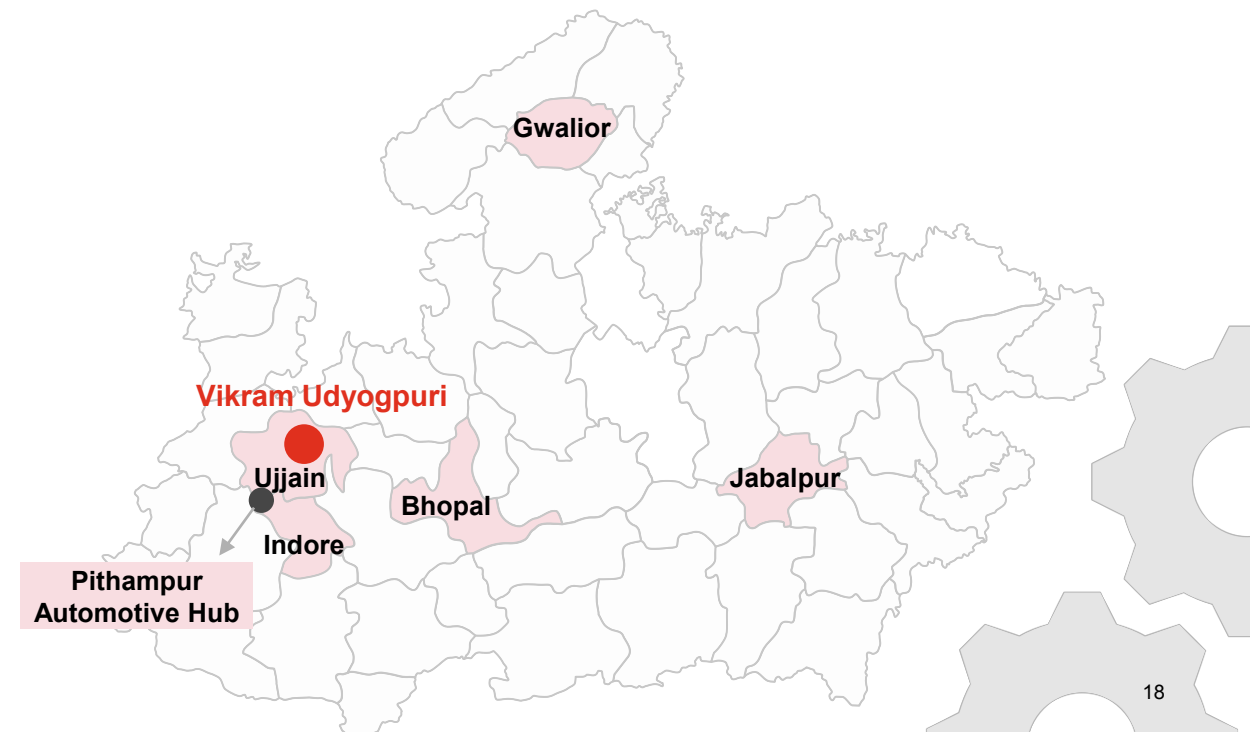 Gwalior
Vikram Udyogpuri
Ujjain
Jabalpur
Bhopal
Indore
Pithampur
Automotive Hub
18